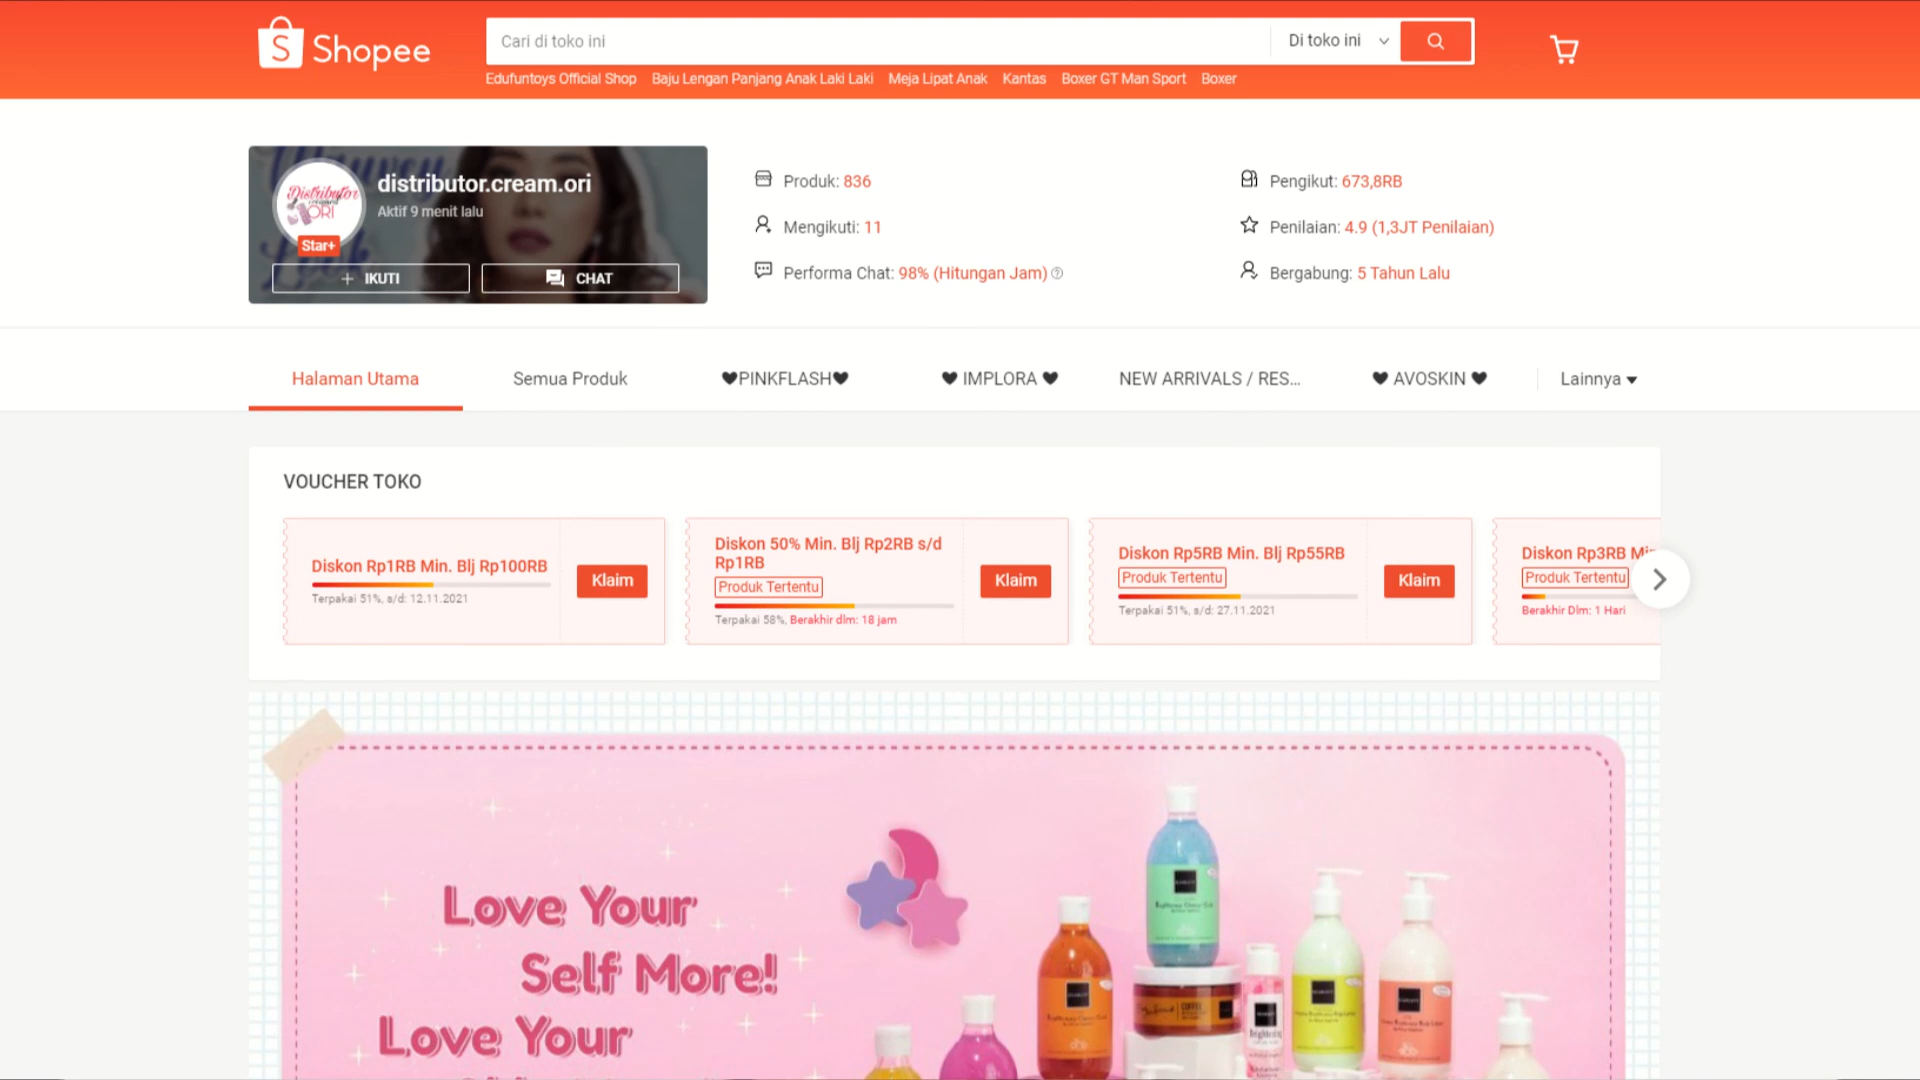 Shopee
Cari di toko ini
Di toko ini
Edufuntoys Official Shop Baju Lengan Panjang Anak Laki Laki Meja Lipat Anak Kantas Boxer GT Man Sport Boxer
distributor.cream.ori
Aktif 9 menit lalu
Distributor
ORI
Star+
+ IKUTI
CHAT
Produk: 836
Mengikuti: 11
Performa Chat: 98% (Hitungan Jam)
Pengikut: 673,8RB
Penilaian: 4.9 (1,3JT Penilaian)
Bergabung: 5 Tahun Lalu
Halaman Utama
Semua Produk
🖤PINKFLASH🖤
🖤 IMPLORA 🖤
NEW ARRIVALS / RES...
🖤 AVOSKIN 🖤
Lainnya
VOUCHER TOKO
Diskon Rp1RB Min. Blj Rp100RB
Terpakai 51%, s/d: 12.11.2021
Klaim
Diskon 50% Min. Blj Rp2RB s/d
Rp1RB
Produk Tertentu
Terpakai 58%, Berakhir dlm: 18 jam
Klaim
Diskon Rp5RB Min. Blj Rp55RB
Produk Tertentu
Terpakai 51%, s/d: 27.11.2021
Klaim
Diskon Rp3RB
Produk Tertentu
Berakhir Dlm: 1 Hari
Love Your
Self More!
Love Your